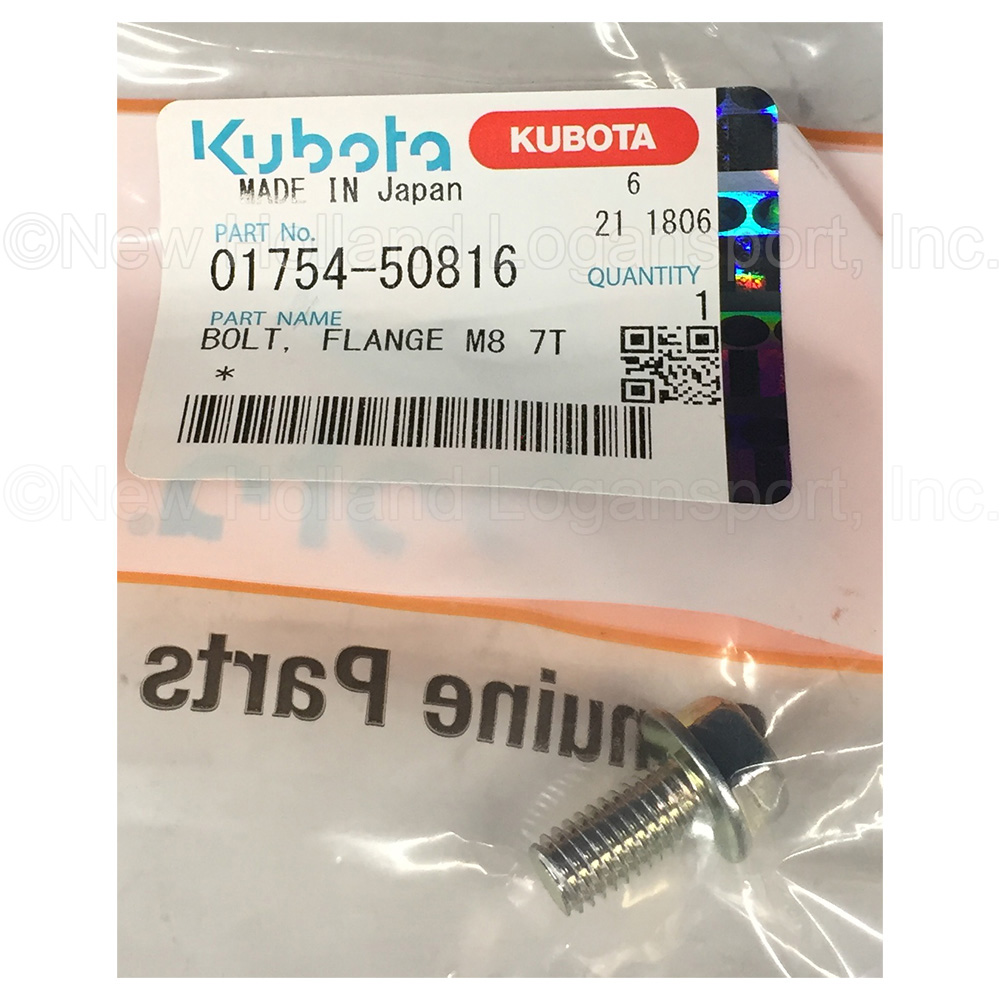 Kubota KUBOTA
MADE IN Japan 6
21 1806
PART No.
01754-50816
QUANTITY
1
PART NAME
BOLT, FLANGE M8 7T
*
©New Holland Logansport, Inc.
©New Holland Logansport, Inc.
Genuine Parts